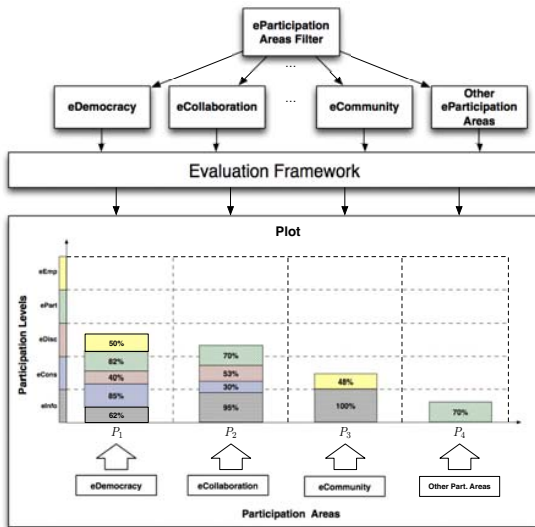 eParticipation
Areas Filter
...
eDemocracy
eCollaboration
...
eCommunity
Other
eParticipation
Areas
Evaluation Framework
Plot
Participation Levels
eEmp
ePart
eDisc
eCons
eInfo
50%
82%
40%
85%
62%
70%
53%
30%
95%
48%
100%
70%
P1
P2
P3
P4
eDemocracy
eCollaboration
eCommunity
Other Part. Areas
Participation Areas